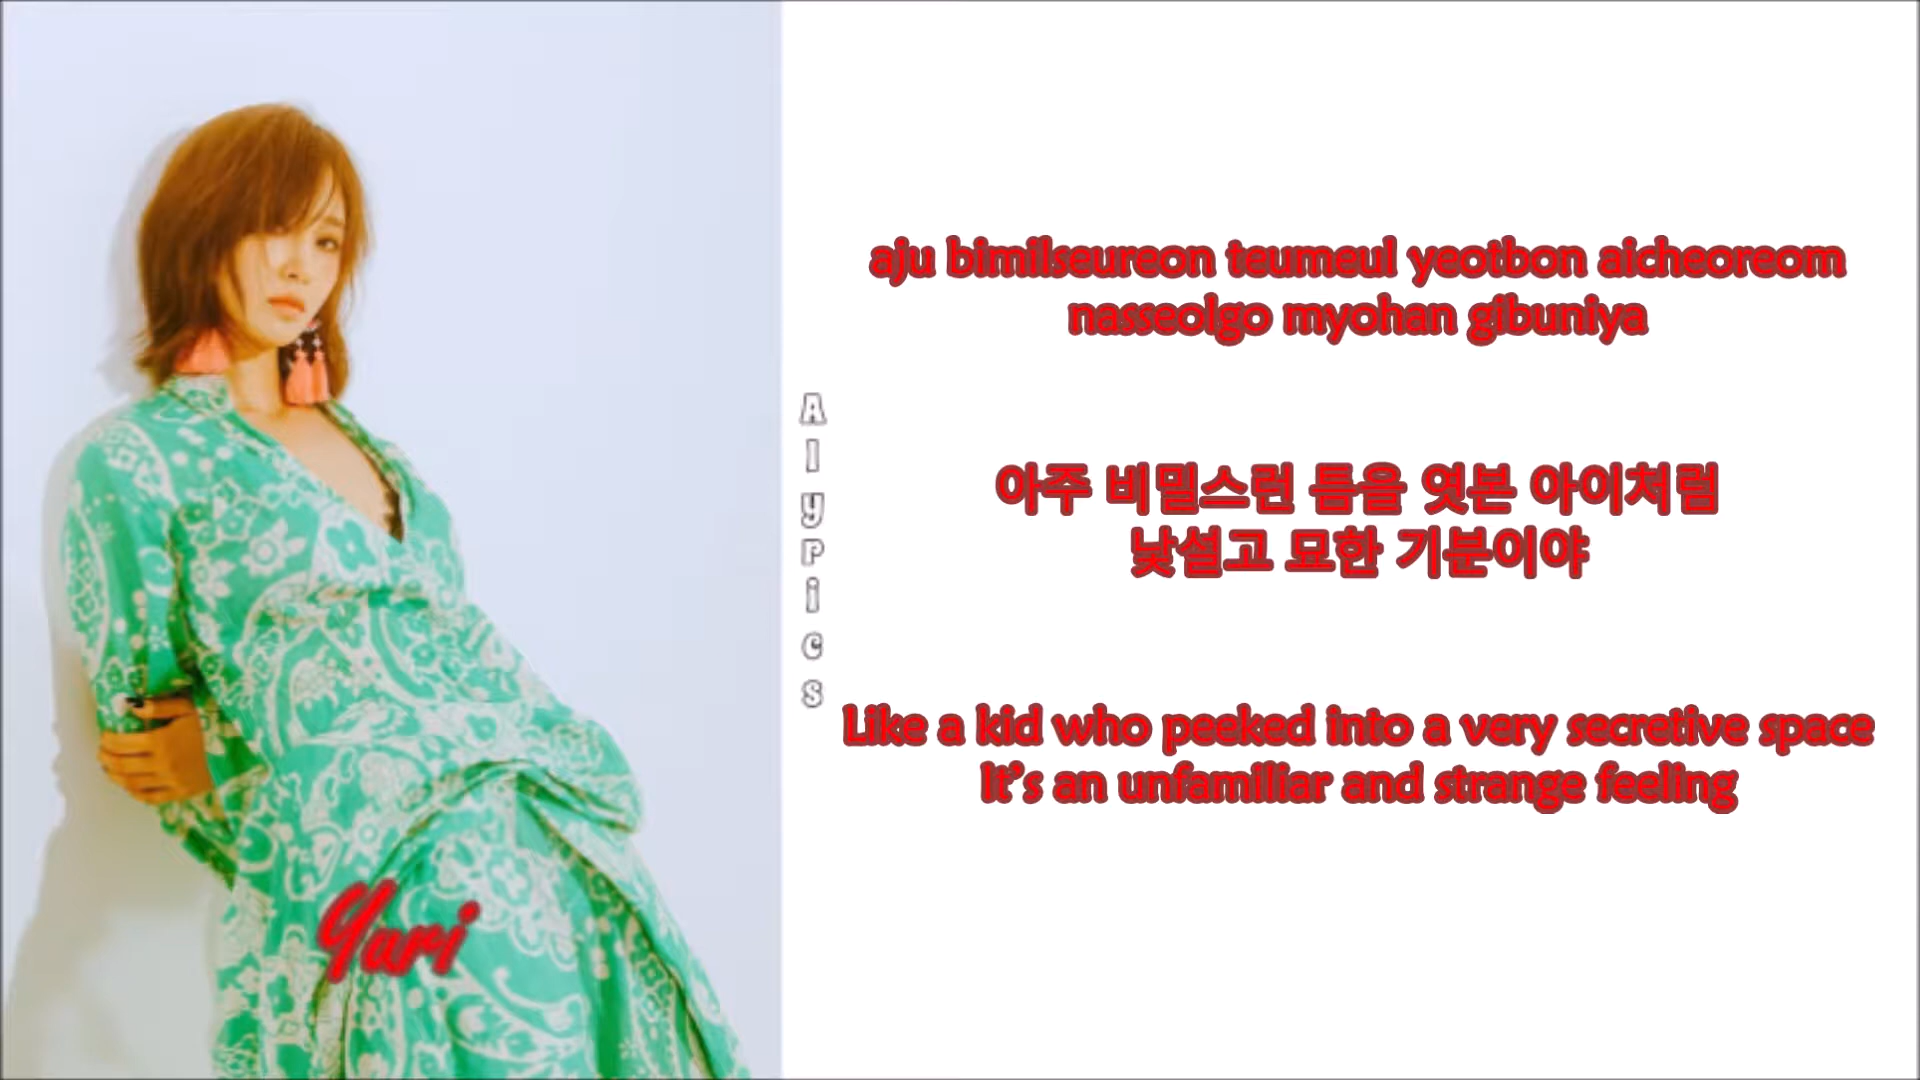 aju bimilseureon teumeul yeotbon aicheoreom
nasseolgo myohan gibuniya
아주 비밀스런 틈을 엿본 아이처럼
낯설고 묘한 기분이야
Like a kid who peeked into a very secretive space
It's an unfamiliar and strange feeling
AlyPics
Yuri